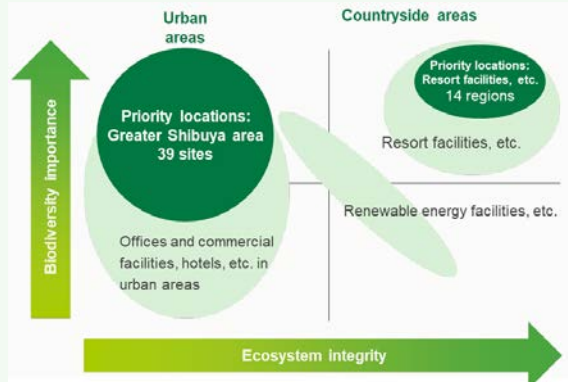 Urban
areas
Countryside areas
Priority locations:
Greater Shibuya area
39 sites
Priority locations:
Resort facilities, etc.
14 regions
Resort facilities, etc.
Renewable energy facilities, etc.
Offices and commercial
facilities, hotels, etc. in
urban areas
Biodiversity importance
Ecosystem integrity